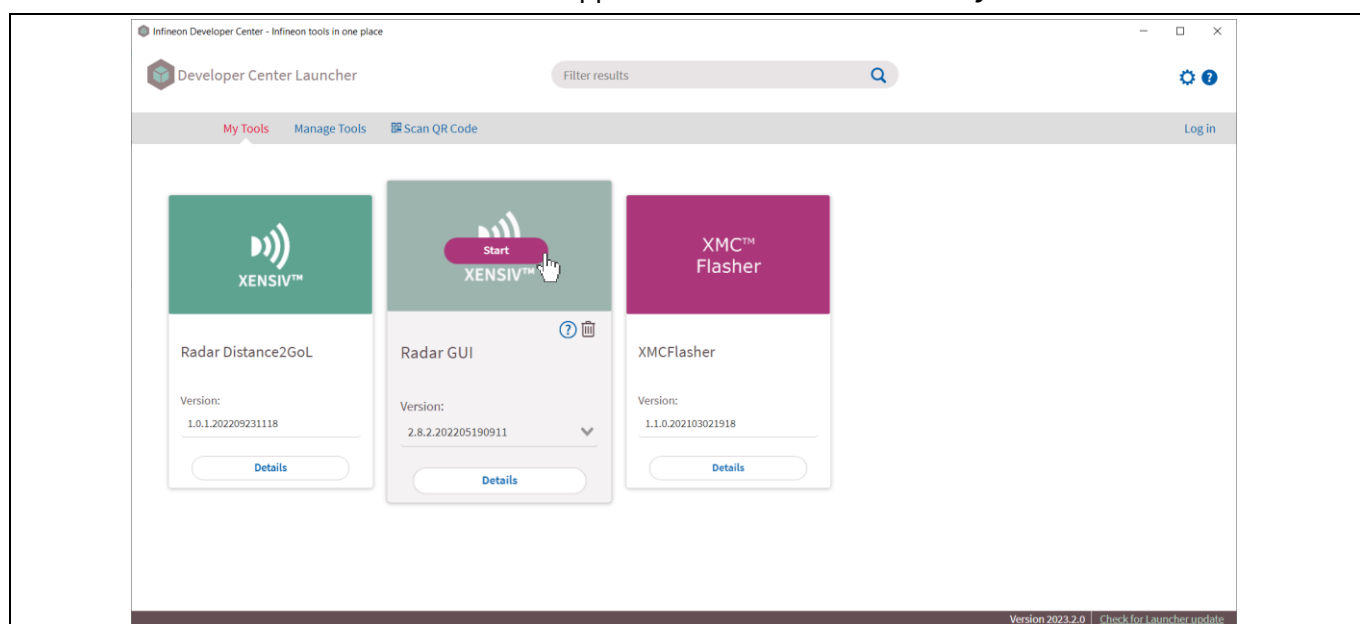 Infineon Developer Center - Infineon tools in one place
Developer Center Launcher
Filter results
My Tools
Manage Tools
Scan QR Code
Log in
XENSIV™
Start
XENSIV™
XMC™
Flasher
Radar Distance2GoL
Radar GUI
XMCFlasher
Version:
1.0.1.202209231118
Version:
2.8.2.202205190911
Version:
1.1.0.202103021918
Details
Details
Details
Version 2023.2.0
Check for Launcher update